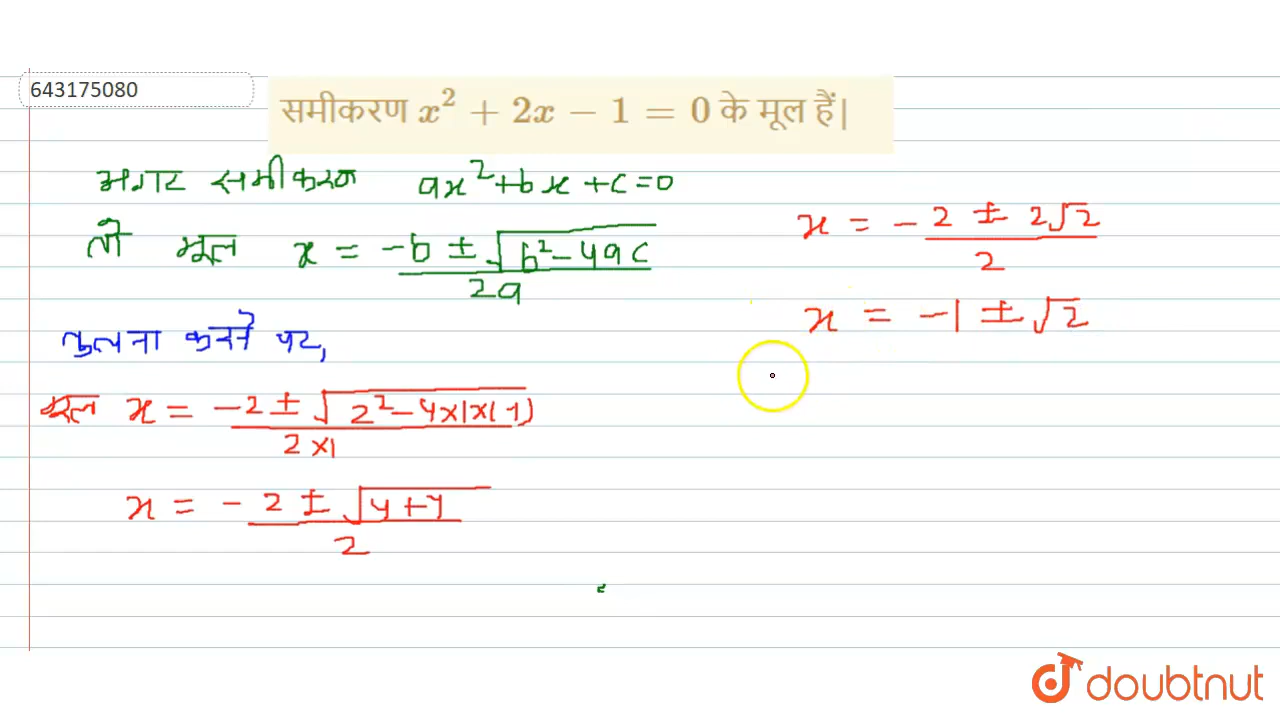 643175080
समीकरण x² + 2x − 1 = 0 के मूल हैं|
अगर समीकरण ax²+bx+c=0
तो मूल x = −b ± √(b²−4ac) / 2a
तुलना करने पर,
मूल x = −2 ± √(2²−4×1×(-1)) / 2×1
x = −2 ± √(4+4) / 2
x = −2 ± 2√2 / 2
x = −1 ± √2
doubtnut